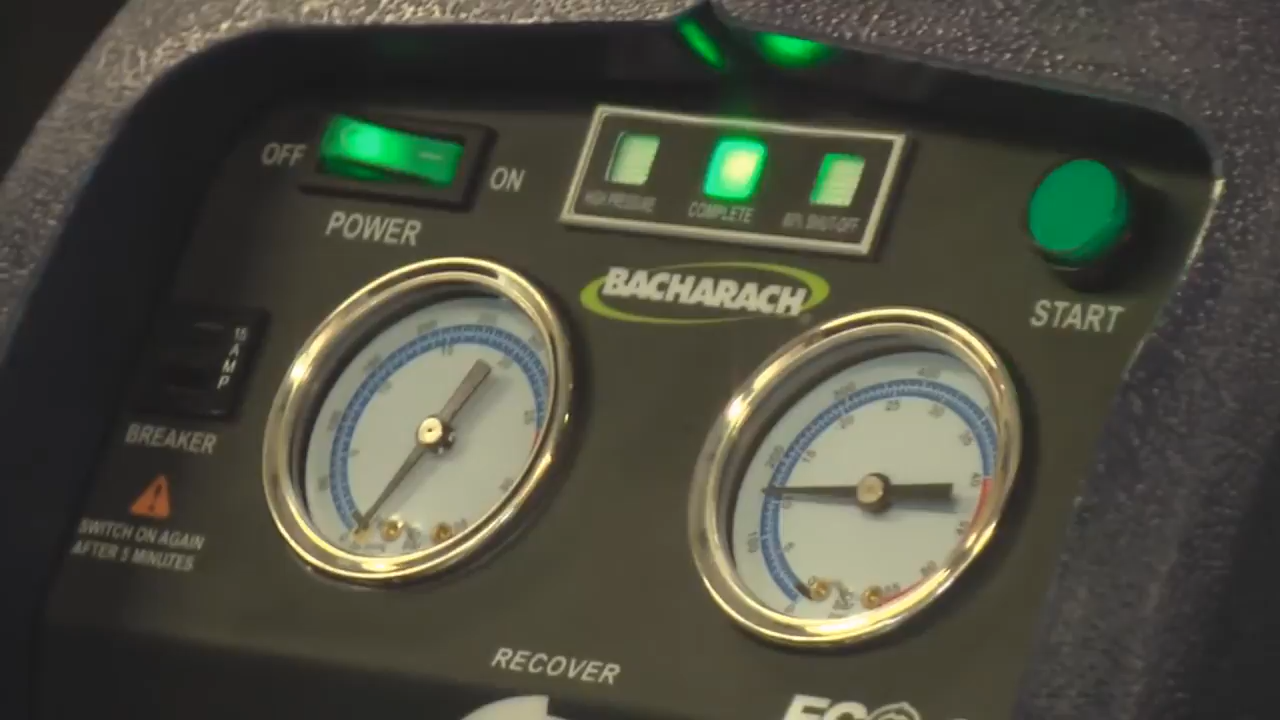 OFF
ON
POWER
HIGH PRESSURE
COMPLETE
80% SHUT-OFF
BACHARACH
START
AMP
BREAKER
SWITCH ON AGAIN
AFTER 5 MINUTES
RECOVER